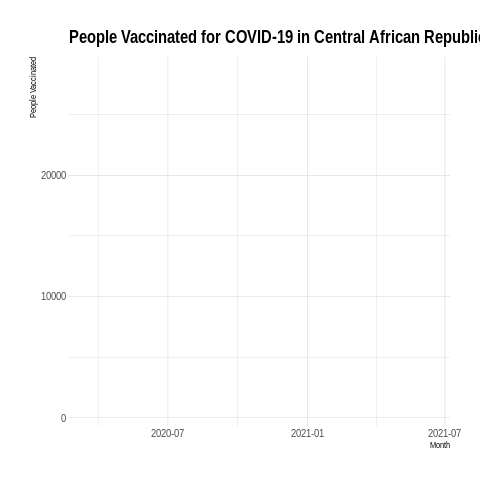 People Vaccinated for COVID-19 in Central African Republi
People Vaccinated
20000
10000
0
2020-07 2021-01 2021-07
Month